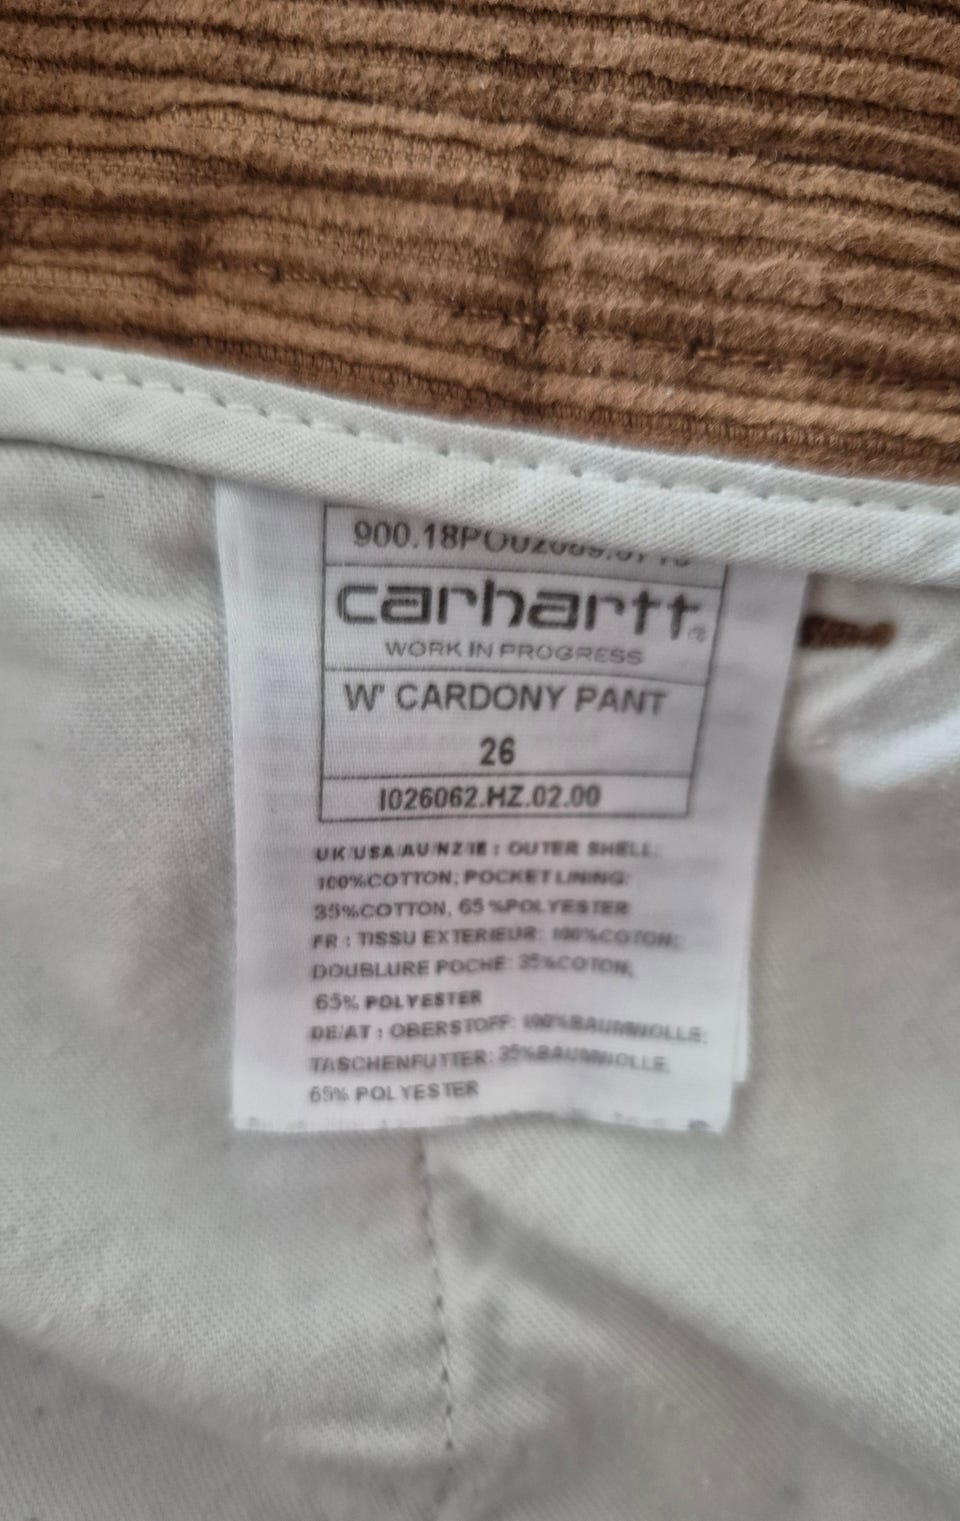 carhartt®
WORK IN PROGRESS
W' CARDONY PANT
26
I026062.HZ.02.00
UK/USA/AU/NZ/IE : OUTER SHELL:
100%COTTON; POCKET LINING:
35%COTTON, 65%POLYESTER
FR : TISSU EXTERIEUR: 100%COTON;
DOUBLURE POCHE: 35%COTON,
65% POLYESTER
DE/AT : OBERSTOFF: 100%BAUMWOLLE;
TASCHENFUTTER: 35%BAUMWOLLE,
65% POLYESTER